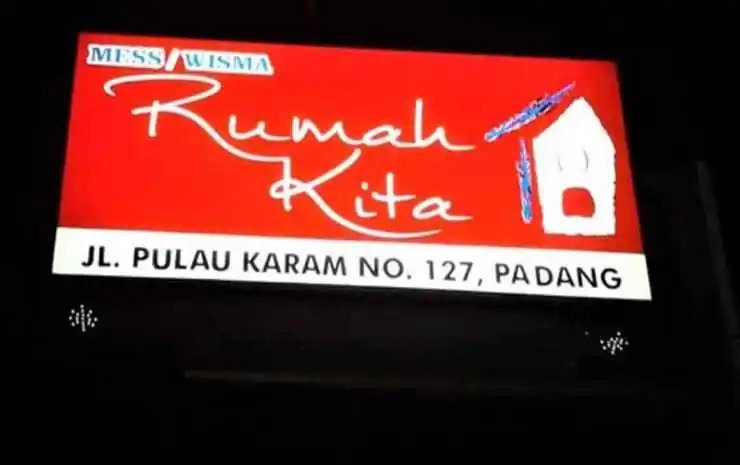 MESS/WISMA
Rumah
Kita
JL. PULAU KARAM NO. 127, PADANG